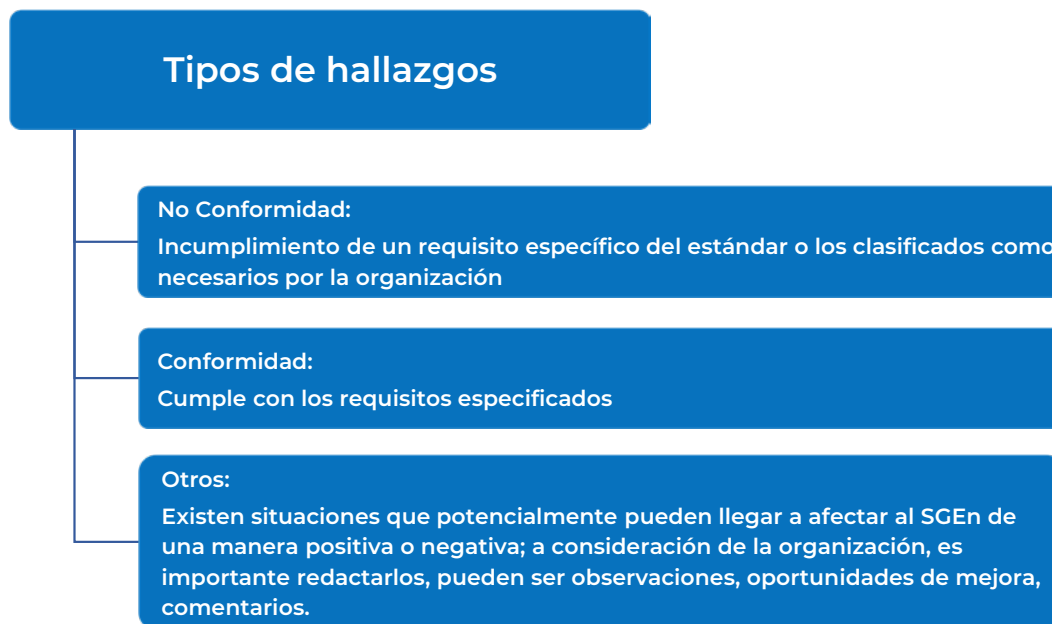 Tipos de hallazgos
No Conformidad:
Incumplimiento de un requisito específico del estándar o los clasificados como
necesarios por la organización
Conformidad:
Cumple con los requisitos especificados
Otros:
Existen situaciones que potencialmente pueden llegar a afectar al SGEn de
una manera positiva o negativa; a consideración de la organización, es
importante redactarlos, pueden ser observaciones, oportunidades de mejora,
comentarios.